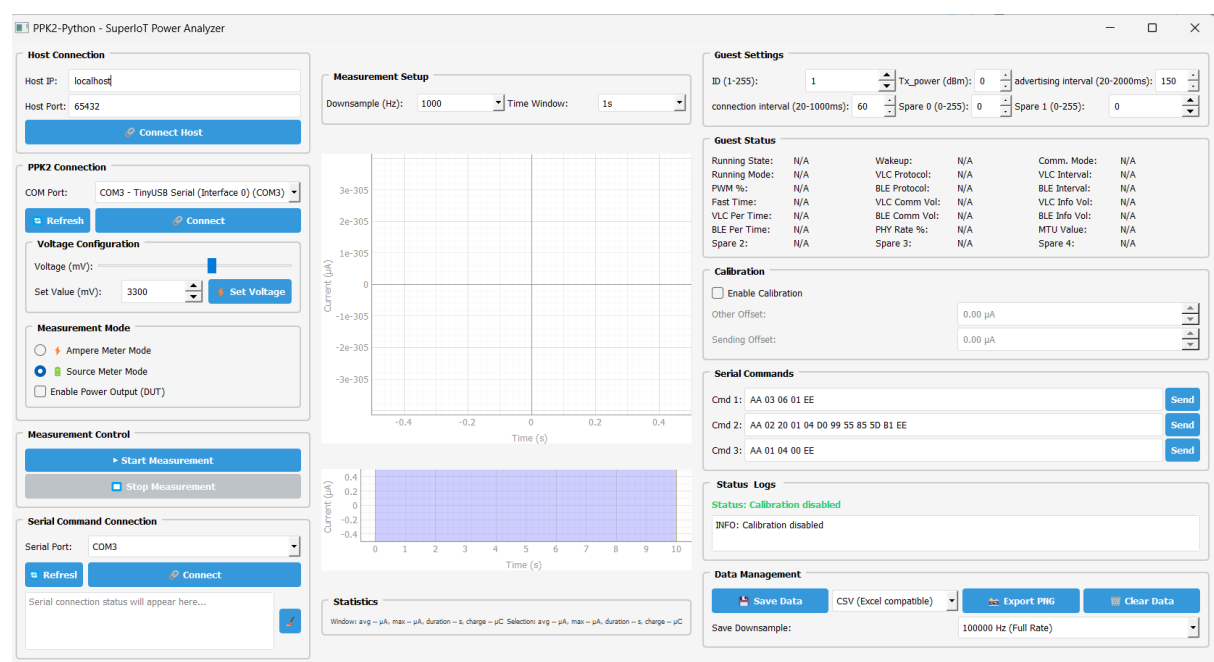 PPK2-Python - SuperIoT Power Analyzer
Host Connection
Host IP: localhost
Host Port: 65432
Connect Host
PPK2 Connection
COM Port: COM3 - TinyUSB Serial (Interface 0) (COM3)
Refresh Connect
Voltage Configuration
Voltage (mV):
Set Value (mV): 3300 Set Voltage
Measurement Mode
Ampere Meter Mode
Source Meter Mode
Enable Power Output (DUT)
Measurement Control
Start Measurement
Stop Measurement
Serial Command Connection
Serial Port: COM3
Refresl Connect
Serial connection status will appear here...
Measurement Setup
Downsample (Hz): 1000 Time Window: 1s
Current (µA)
3e-305
2e-305
1e-305
0
-1e-305
-2e-305
-3e-305
-0.4 -0.2 0 0.2 0.4
Time (s)
Current (µA)
0.4
0.2
0
-0.2
-0.4
0 1 2 3 4 5 6 7 8 9 10
Time (s)
Statistics
Window: avg -- µA, max -- µA, duration -- s, charge -- µC Selection: avg -- µA, max -- µA, duration -- s, charge -- µC
Guest Settings
ID (1-255): 1 Tx_power (dBm): 0 advertising interval (20-2000ms): 150
connection interval (20-1000ms): 60 Spare 0 (0-255): 0 Spare 1 (0-255): 0
Guest Status
Running State: N/A Wakeup: N/A Comm. Mode: N/A
Running Mode: N/A VLC Protocol: N/A VLC Interval: N/A
PWM %: N/A BLE Protocol: N/A BLE Interval: N/A
Fast Time: N/A VLC Comm Vol: N/A VLC Info Vol: N/A
VLC Per Time: N/A BLE Comm Vol: N/A BLE Info Vol: N/A
BLE Per Time: N/A PHY Rate %: N/A MTU Value: N/A
Spare 2: N/A Spare 3: N/A Spare 4: N/A
Calibration
Enable Calibration
Other Offset: 0.00 µA
Sending Offset: 0.00 µA
Serial Commands
Cmd 1: AA 03 06 01 EE Send
Cmd 2: AA 02 20 01 04 D0 99 55 85 5D B1 EE Send
Cmd 3: AA 01 04 00 EE Send
Status Logs
Status: Calibration disabled
INFO: Calibration disabled
Data Management
Save Data CSV (Excel compatible) Export PNG Clear Data
Save Downsample: 100000 Hz (Full Rate)